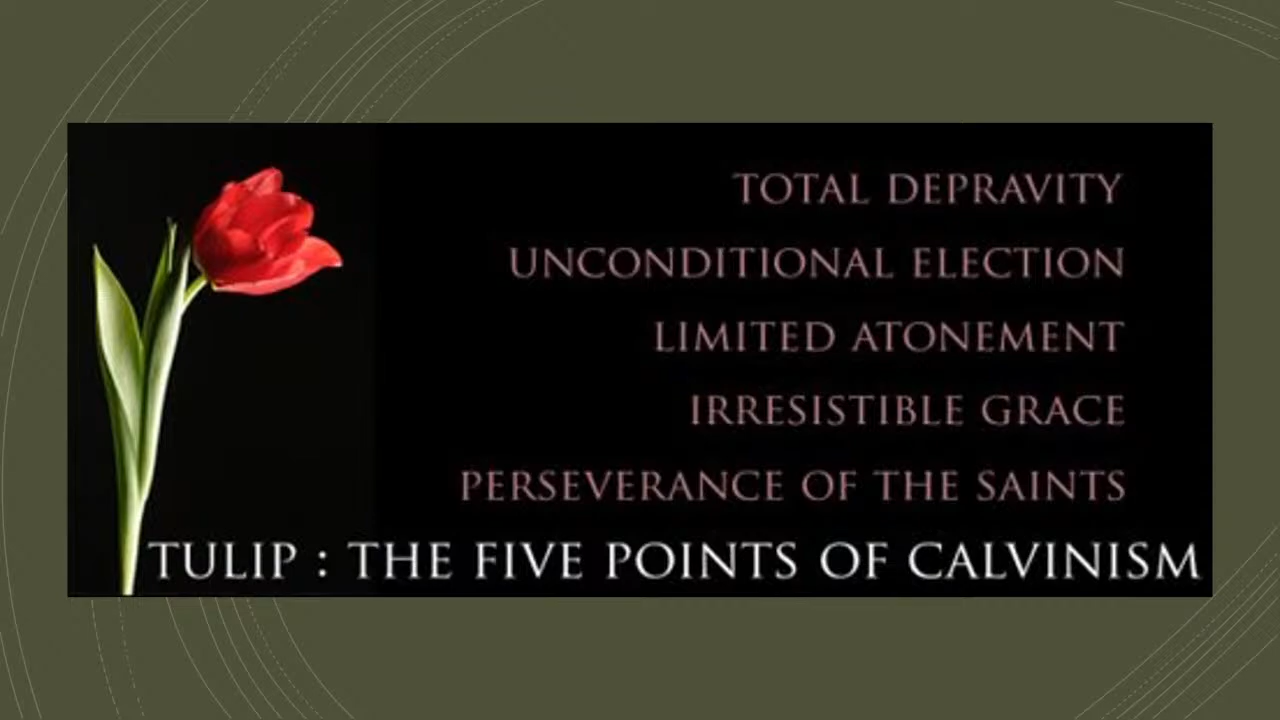 TOTAL DEPRAVITY
UNCONDITIONAL ELECTION
LIMITED ATONEMENT
IRRESISTIBLE GRACE
PERSEVERANCE OF THE SAINTS
TULIP : THE FIVE POINTS OF CALVINISM